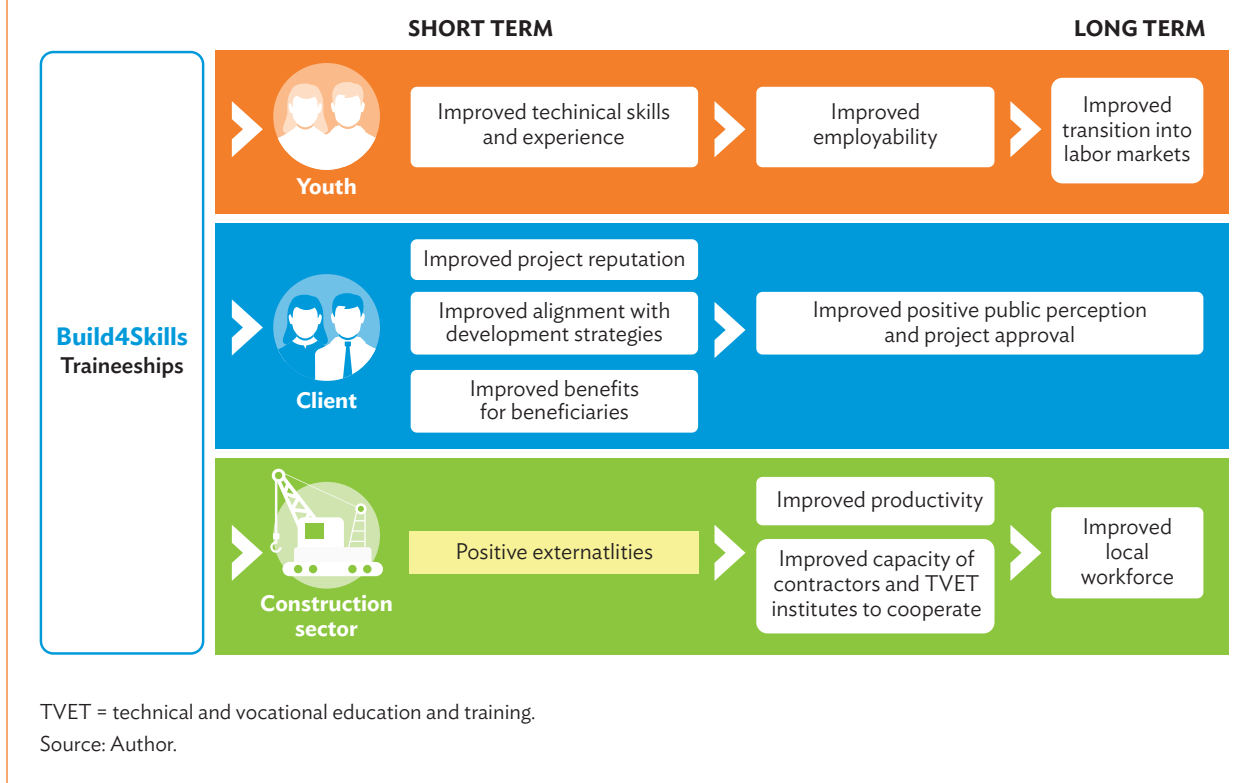 SHORT TERM
LONG TERM
Build4Skills
Traineeships
Youth
Improved techinical skills
and experience
Improved
employability
Improved
transition into
labor markets
Client
Improved project reputation
Improved alignment with
development strategies
Improved benefits
for beneficiaries
Improved positive public perception
and project approval
Construction
sector
Positive externatlities
Improved productivity
Improved capacity of
contractors and TVET
institutes to cooperate
Improved
local
workforce
TVET = technical and vocational education and training.
Source: Author.